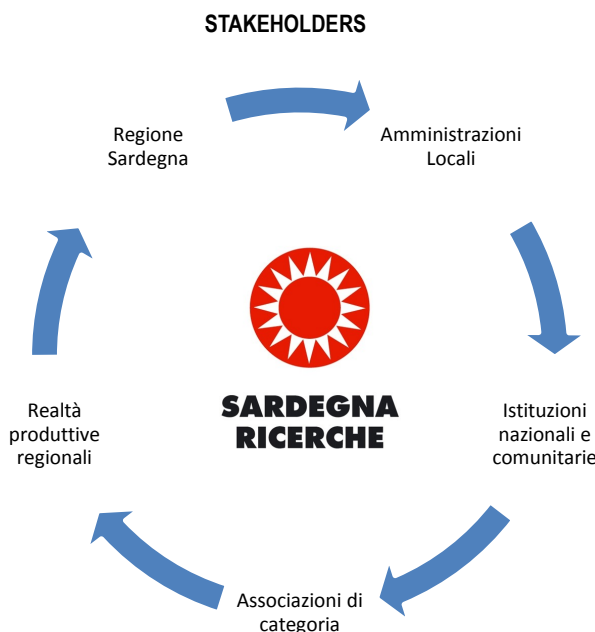 STAKEHOLDERS
Regione
Sardegna
Amministrazioni
Locali
Istituzioni
nazionali e
comunitarie
Associazioni di
categoria
Realtà
produttive
regionali
SARDEGNA
RICERCHE